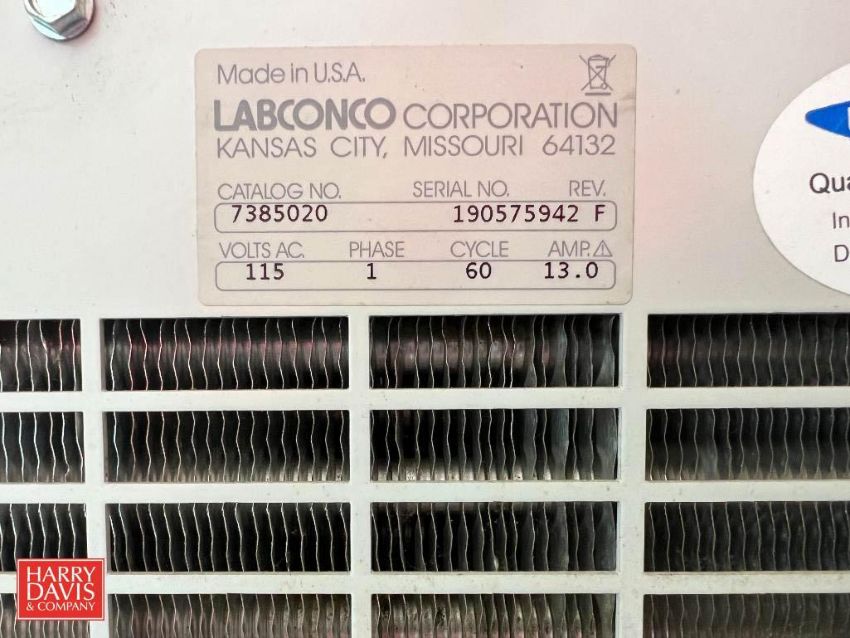 Made in U.S.A.
LABCONCO CORPORATION
KANSAS CITY, MISSOURI 64132
CATALOG NO. SERIAL NO. REV.
7385020 190575942 F
VOLTS AC. PHASE CYCLE AMP. ⚠
115 1 60 13.0
Qua
In
D
HARRY
DAVIS
& COMPANY